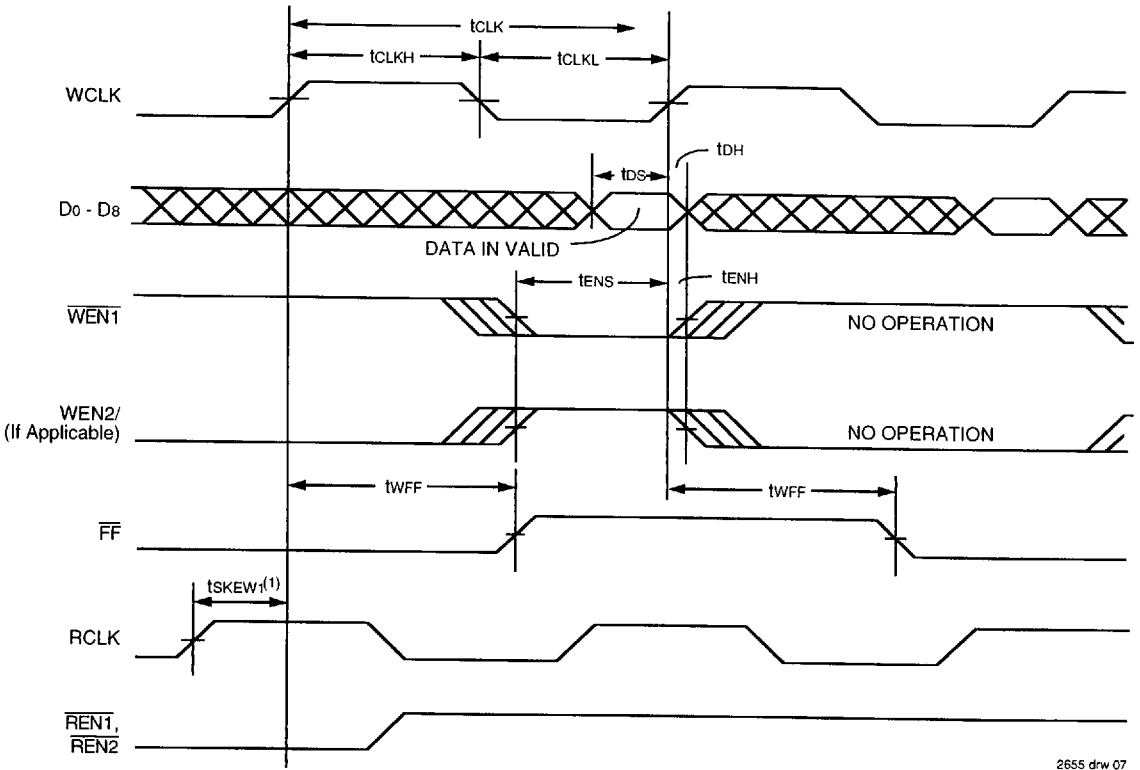 tCLK
tCLKH
tCLKL
WCLK
tDH
tDS
D0 - D8
DATA IN VALID
tENS
tENH
WEN1
NO OPERATION
WEN2/
(If Applicable)
NO OPERATION
tWFF
tWFF
FF
tSKEW1(1)
RCLK
REN1,
REN2
2655 drw 07